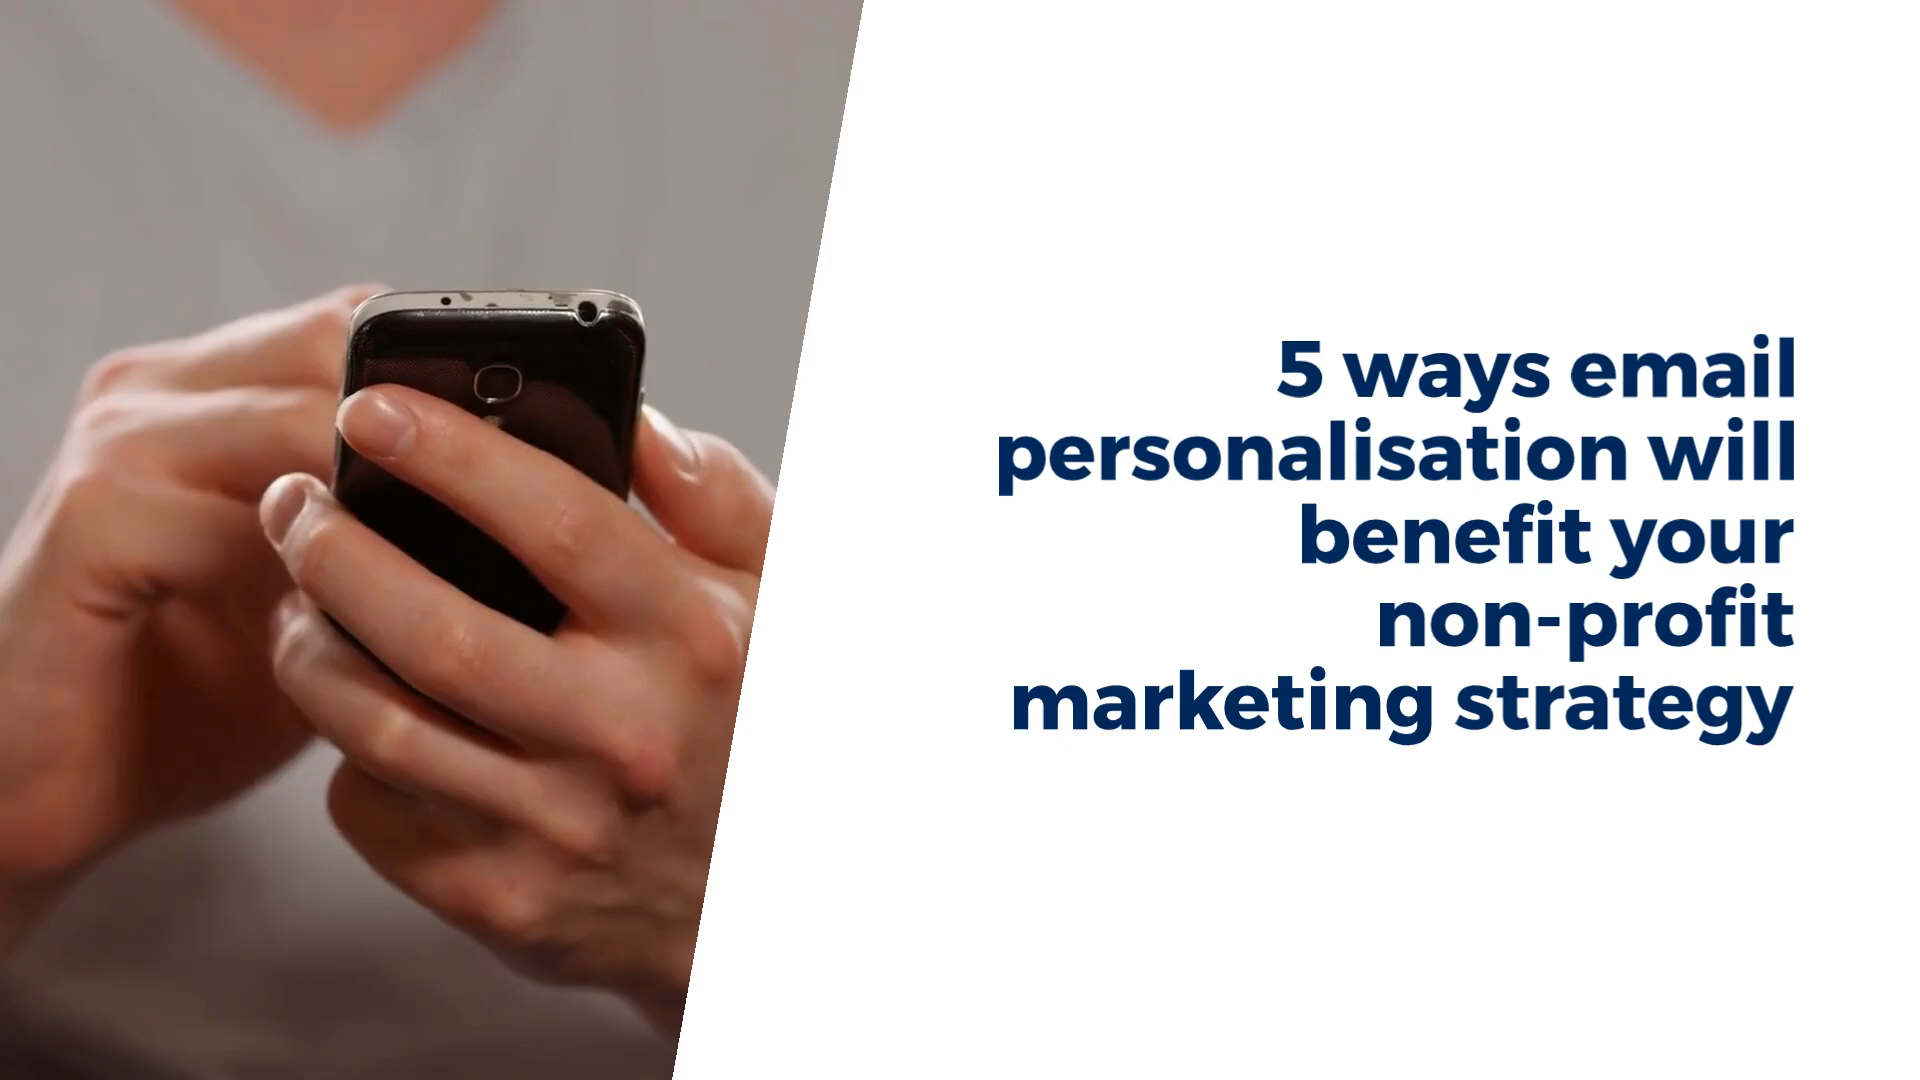 5 ways email
personalisation will
benefit your
non-profit
marketing strategy